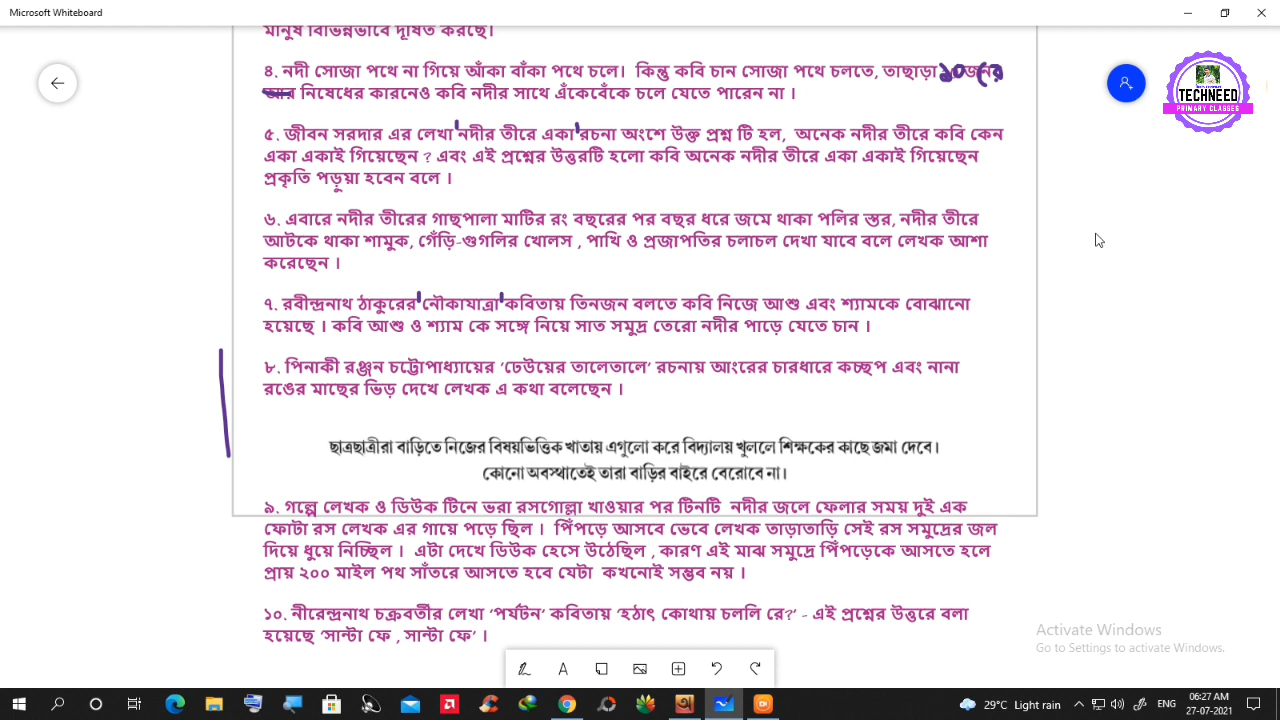 Microsoft Whiteboard
মানুষ বিভিন্নভাবে দূষিত করছে।
TECHNEED
PRIMARY CLASSES
৪. নদী সোজা পথে না গিয়ে আঁকা বাঁকা পথে চলে। কিন্তু কবি চান সোজা পথে চলতে, তাছাড়া
নিষেধের কারনেও কবি নদীর সাথে এঁকেবেঁকে চলে যেতে পারেন না ।
৫. জীবন সরদার এর লেখা 'নদীর তীরে একা' রচনা অংশে উক্ত প্রশ্ন টি হল, অনেক নদীর তীরে কবি কেন
একা একাই গিয়েছেন ? এবং এই প্রশ্নের উত্তরটি হলো কবি অনেক নদীর তীরে একা একাই গিয়েছেন
প্রকৃতি পড়ুয়া হবেন বলে ।
৬. এবারে নদীর তীরের গাছপালা মাটির রং বছরের পর বছর ধরে জমে থাকা পলির স্তর, নদীর তীরে
আটকে থাকা শামুক, গেঁড়ি-গুগলির খোলস , পাখি ও প্রজাপতির চলাচল দেখা যাবে বলে লেখক আশা
করেছেন ।
৭. রবীন্দ্রনাথ ঠাকুরের 'নৌকাযাত্রা' কবিতায় তিনজন বলতে কবি নিজে আশু এবং শ্যামকে বোঝানো
হয়েছে । কবি আশু ও শ্যাম কে সঙ্গে নিয়ে সাত সমুদ্র তেরো নদীর পাড়ে যেতে চান ।
৮. পিনাকী রঞ্জন চট্টোপাধ্যায়ের 'ঢেউয়ের তালেতালে' রচনায় আংরের চারধারে কচ্ছপ এবং নানা
রঙের মাছের ভিড় দেখে লেখক এ কথা বলেছেন ।
ছাত্রছাত্রীরা বাড়িতে নিজের বিষয়ভিত্তিক খাতায় এগুলো করে বিদ্যালয় খুললে শিক্ষকের কাছে জমা দেবে।
কোনো অবস্থাতেই তারা বাড়ির বাইরে বেরোবে না।
৯. গল্পে লেখক ও ডিউক টিনে ভরা রসগোল্লা খাওয়ার পর টিনটি নদীর জলে ফেলার সময় দুই এক
ফোটা রস লেখক এর গায়ে পড়ে ছিল । পিঁপড়ে আসবে ভেবে লেখক তাড়াতাড়ি সেই রস সমুদ্রের জল
দিয়ে ধুয়ে নিচ্ছিল । এটা দেখে ডিউক হেসে উঠেছিল , কারণ এই মাঝ সমুদ্রে পিঁপড়েকে আসতে হলে
প্রায় ২০০ মাইল পথ সাঁতরে আসতে হবে যেটা কখনোই সম্ভব নয় ।
১০. নীরেন্দ্রনাথ চক্রবর্তীর লেখা 'পর্যটন' কবিতায় 'হঠাৎ কোথায় চললি রে?' - এই প্রশ্নের উত্তরে বলা
হয়েছে 'সান্টা ফে , সান্টা ফে' ।
Activate Windows
Go to Settings to activate Windows.
29°C Light rain
ENG
06:27 AM
27-07-2021